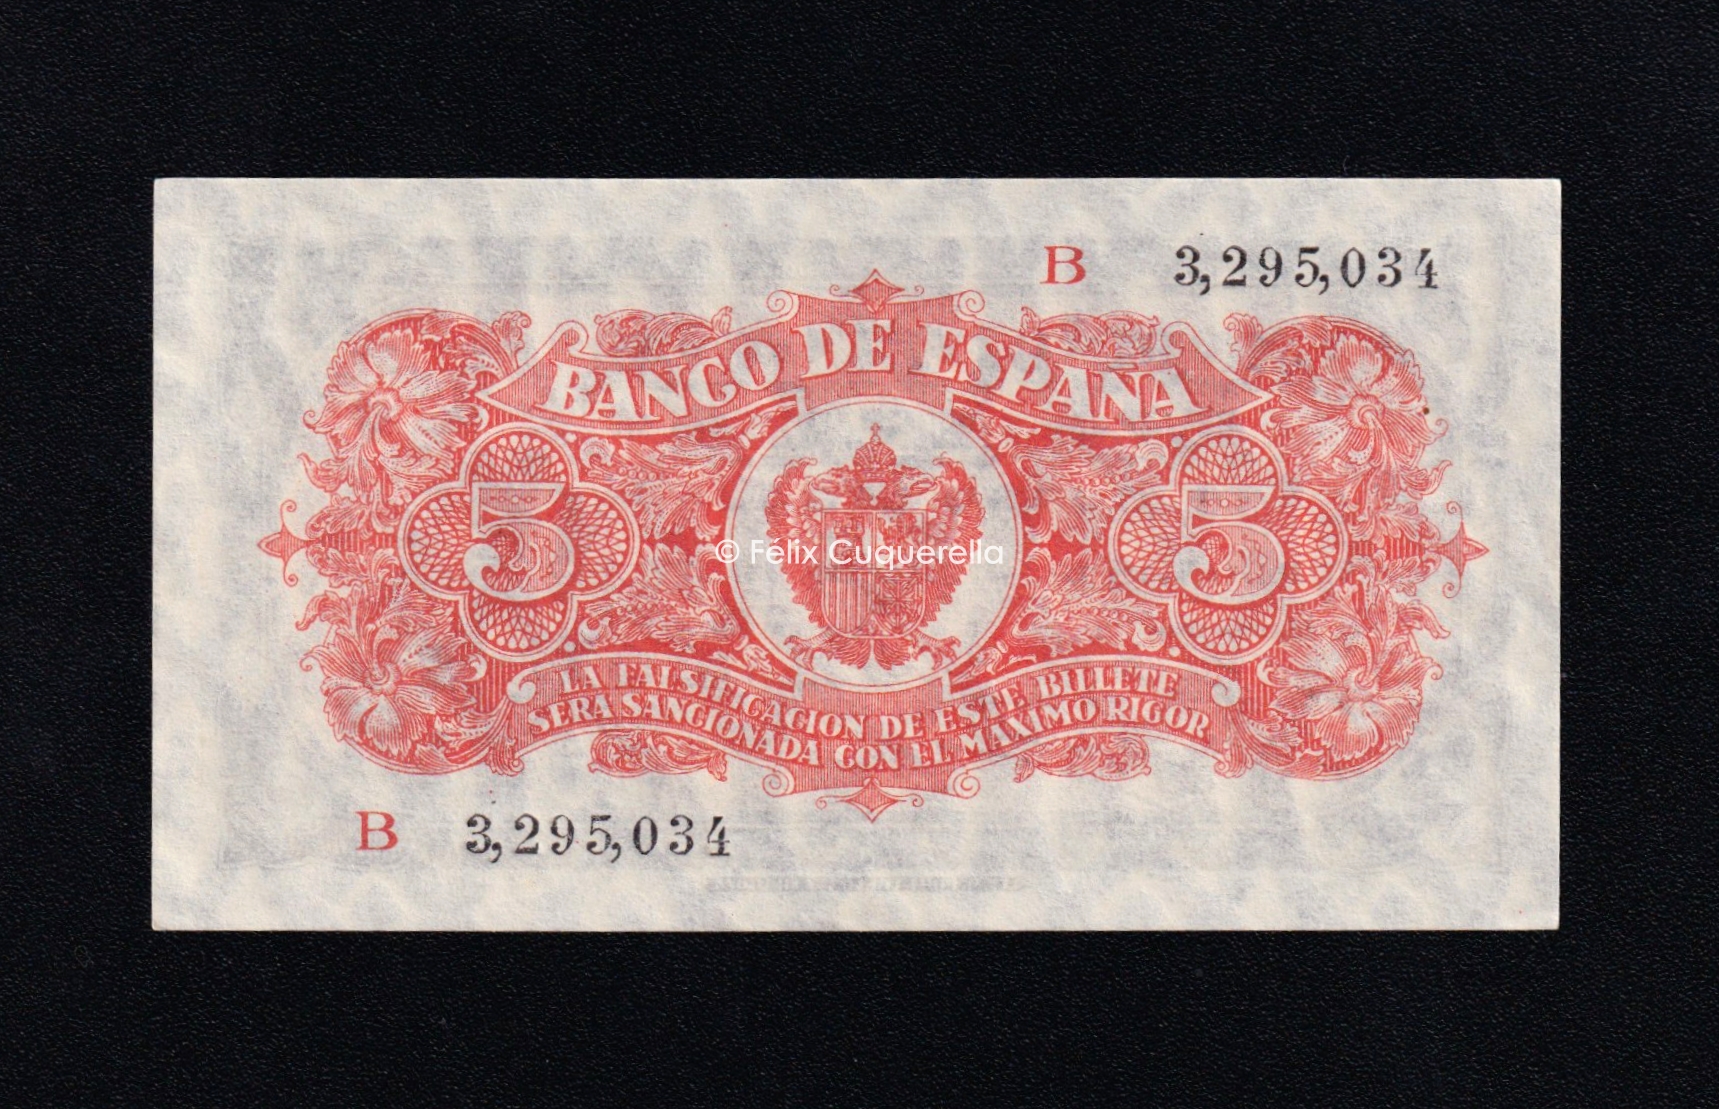 B 3,295,034
BANCO DE ESPAÑA
5 5
© Félix Cuquerella
LA FALSIFICACION DE ESTE BILLETE
SERA SANCIONADA CON EL MAXIMO RIGOR
B 3,295,034